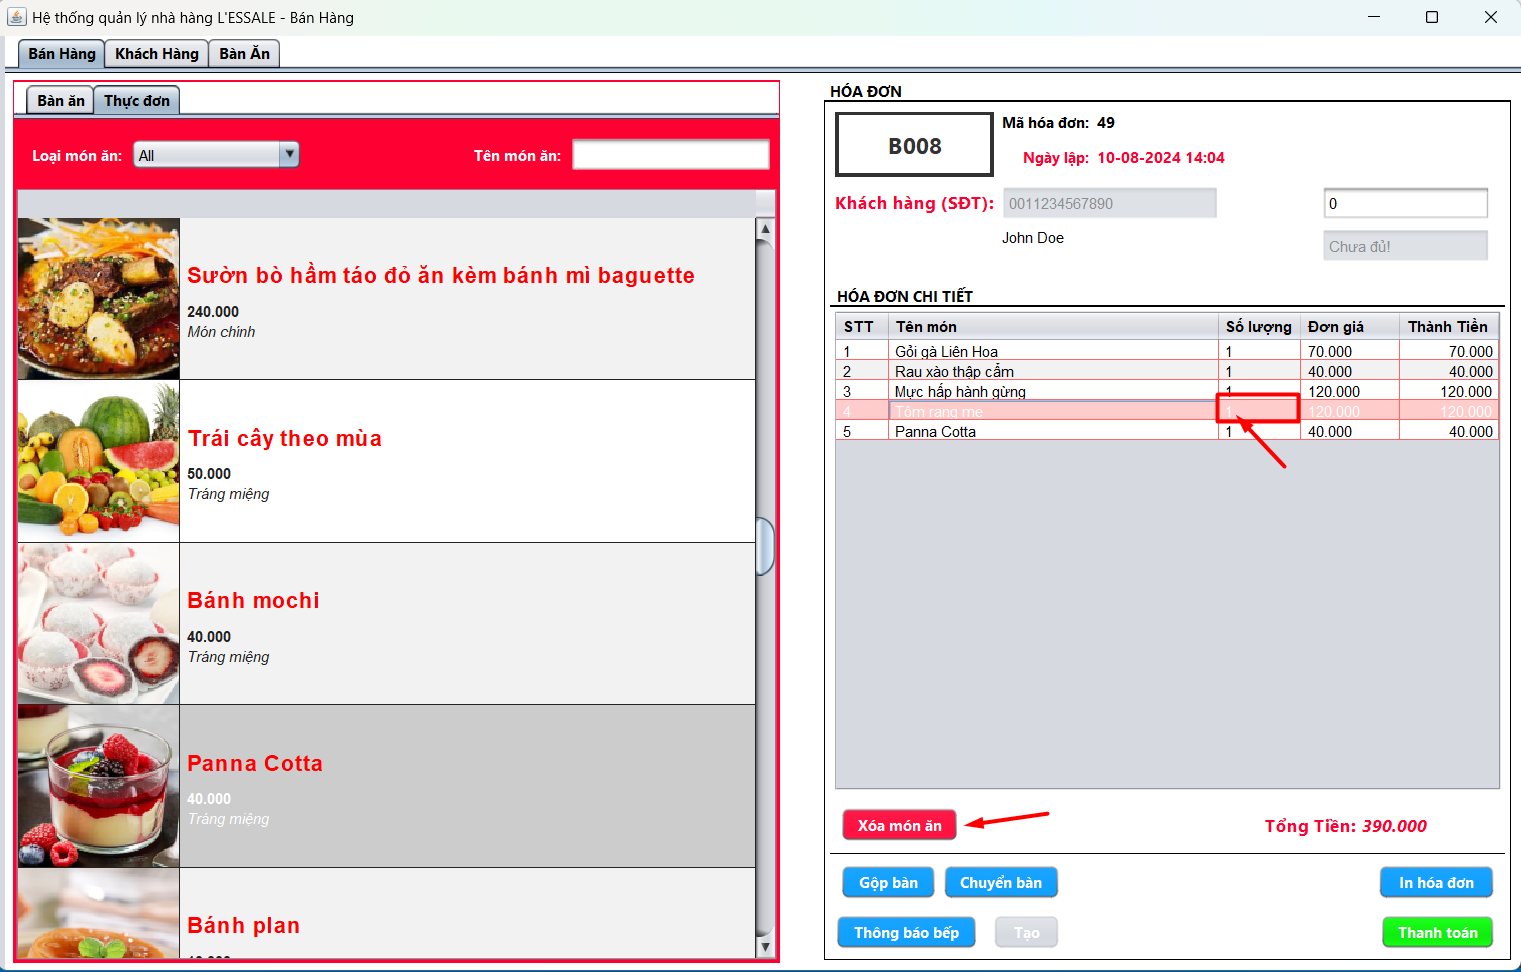 Hệ thống quản lý nhà hàng L'ESSALE - Bán Hàng
Bán Hàng Khách Hàng Bàn Ăn
Bàn ăn Thực đơn
Loại món ăn: All Tên món ăn:
Sườn bò hầm táo đỏ ăn kèm bánh mì baguette
240.000
Món chính
Trái cây theo mùa
50.000
Tráng miệng
Bánh mochi
40.000
Tráng miệng
Panna Cotta
40.000
Tráng miệng
Bánh plan
HÓA ĐƠN
B008
Mã hóa đơn: 49
Ngày lập: 10-08-2024 14:04
Khách hàng (SĐT): 0011234567890 0
John Doe Chưa đủ!
HÓA ĐƠN CHI TIẾT
STT Tên món Số lượng Đơn giá Thành Tiền
1 Gỏi gà Liên Hoa 1 70.000 70.000
2 Rau xào thập cẩm 1 40.000 40.000
3 Mực hấp hành gừng 1 120.000 120.000
4 Tôm rang me 1 120.000 120.000
5 Panna Cotta 1 40.000 40.000
Xóa món ăn Tổng Tiền: 390.000
Gộp bàn Chuyển bàn In hóa đơn
Thông báo bếp Tạo Thanh toán